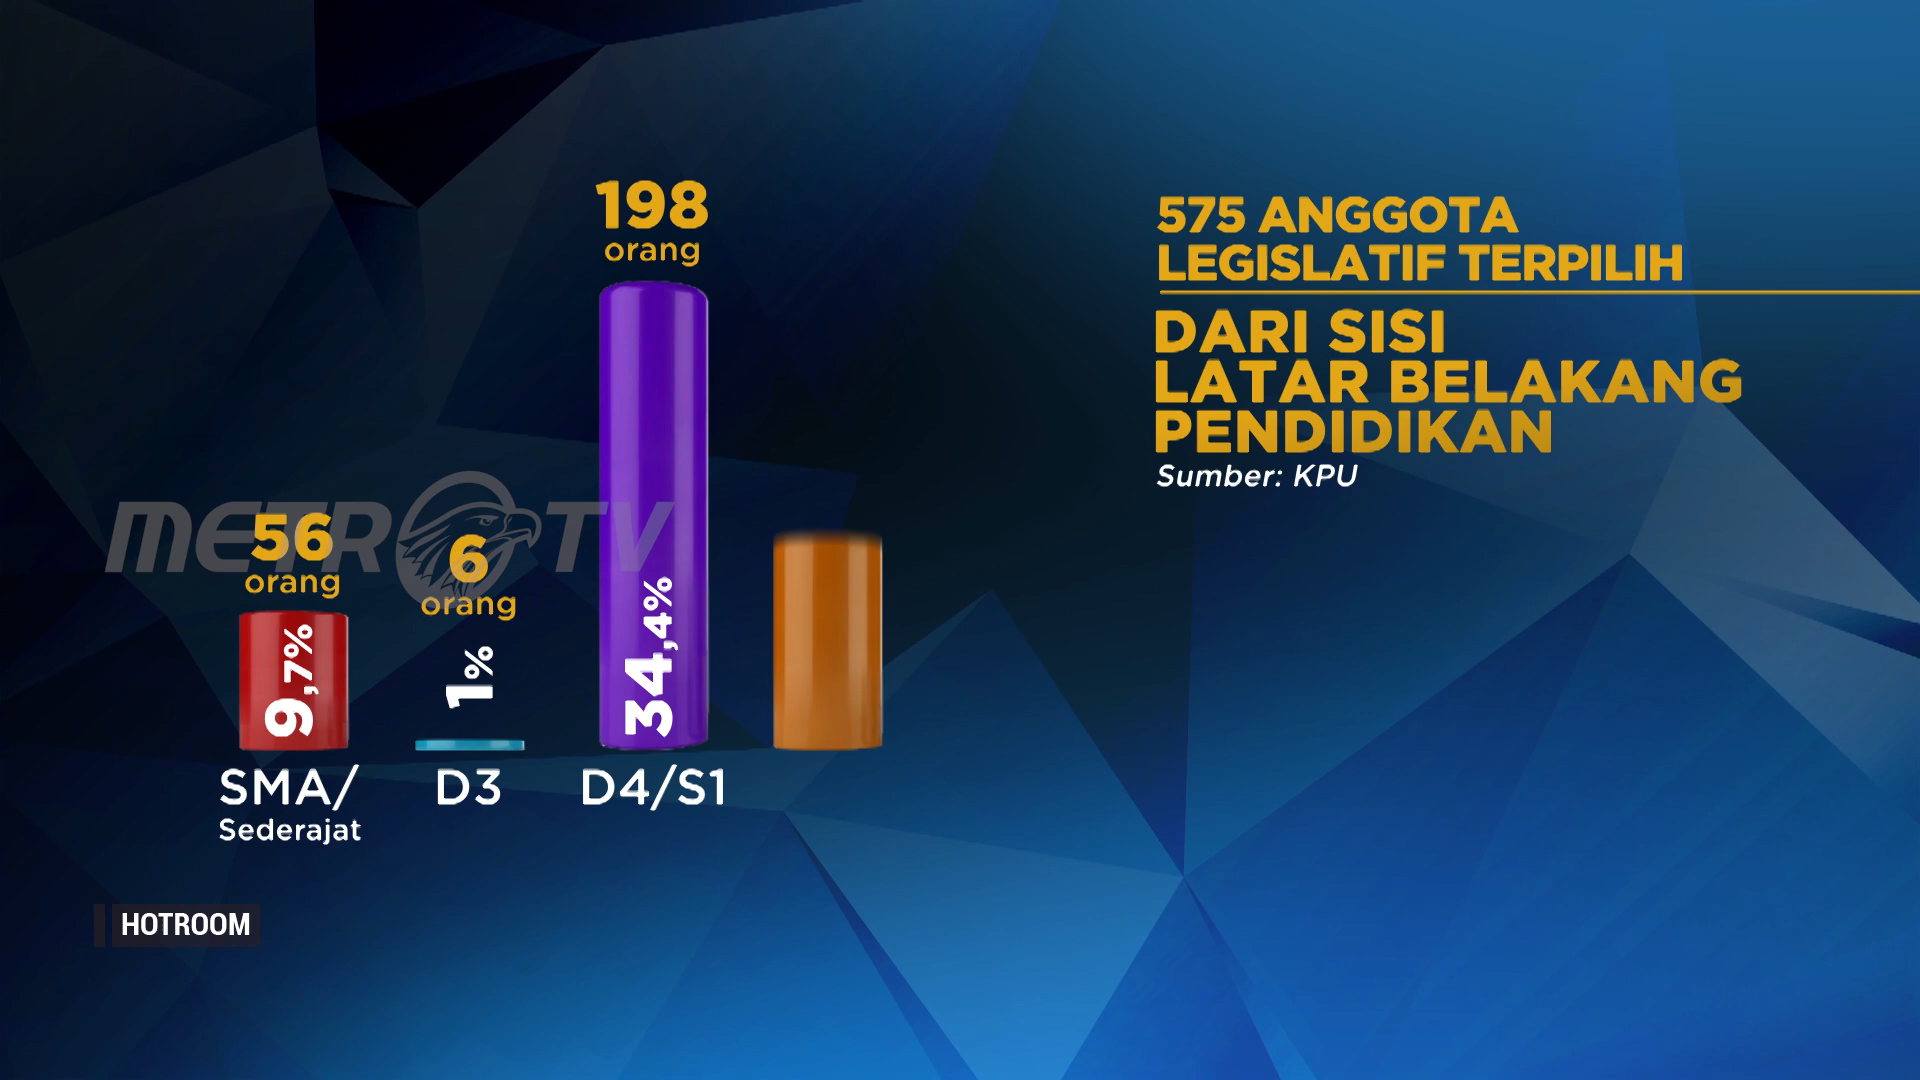 198
orang
575 ANGGOTA
LEGISLATIF TERPILIH
DARI SISI
LATAR BELAKANG
PENDIDIKAN
Sumber: KPU
METRO TV
56
orang
6
orang
9,7%
1%
34,4%
SMA/
Sederajat
D3
D4/S1
HOTROOM